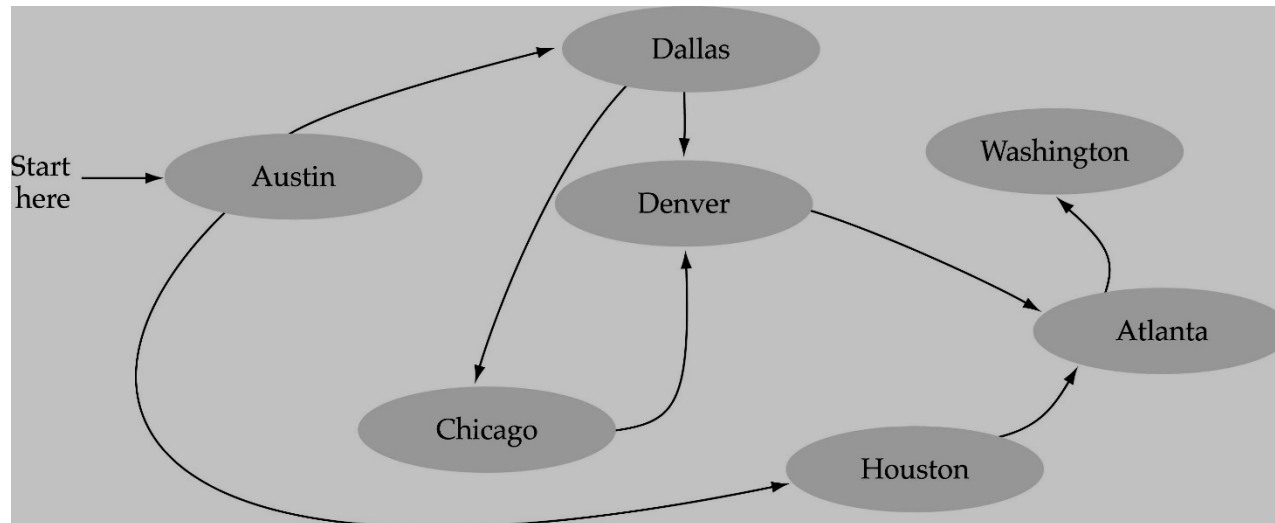 Dallas
Washington
Start
here
Austin
Denver
Atlanta
Chicago
Houston